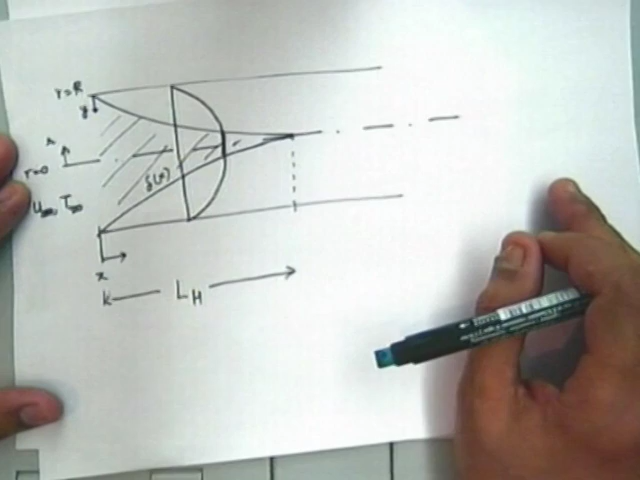 r=R
y
r
r=0
δ(x)
U∞, T∞
x
L_H